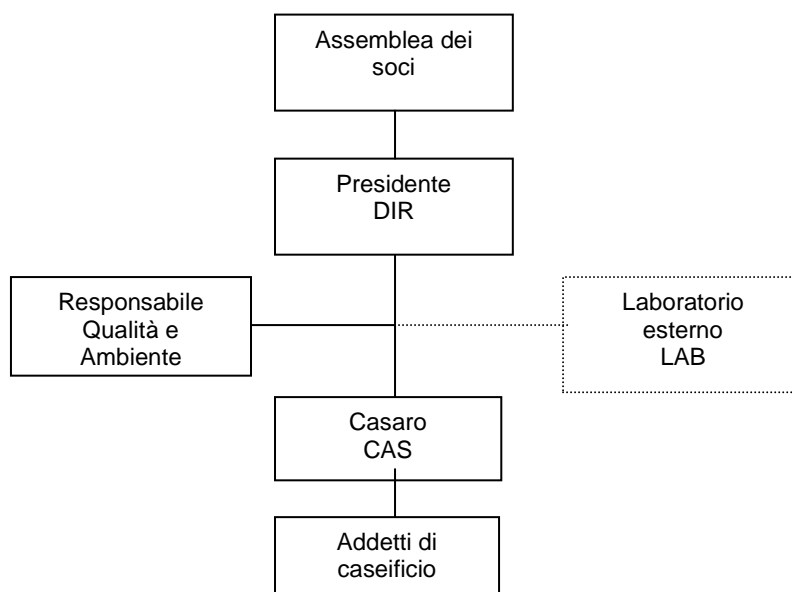 Assemblea dei
soci
Presidente
DIR
Responsabile
Qualità e
Ambiente
Laboratorio
esterno
LAB
Casaro
CAS
Addetti di
caseificio